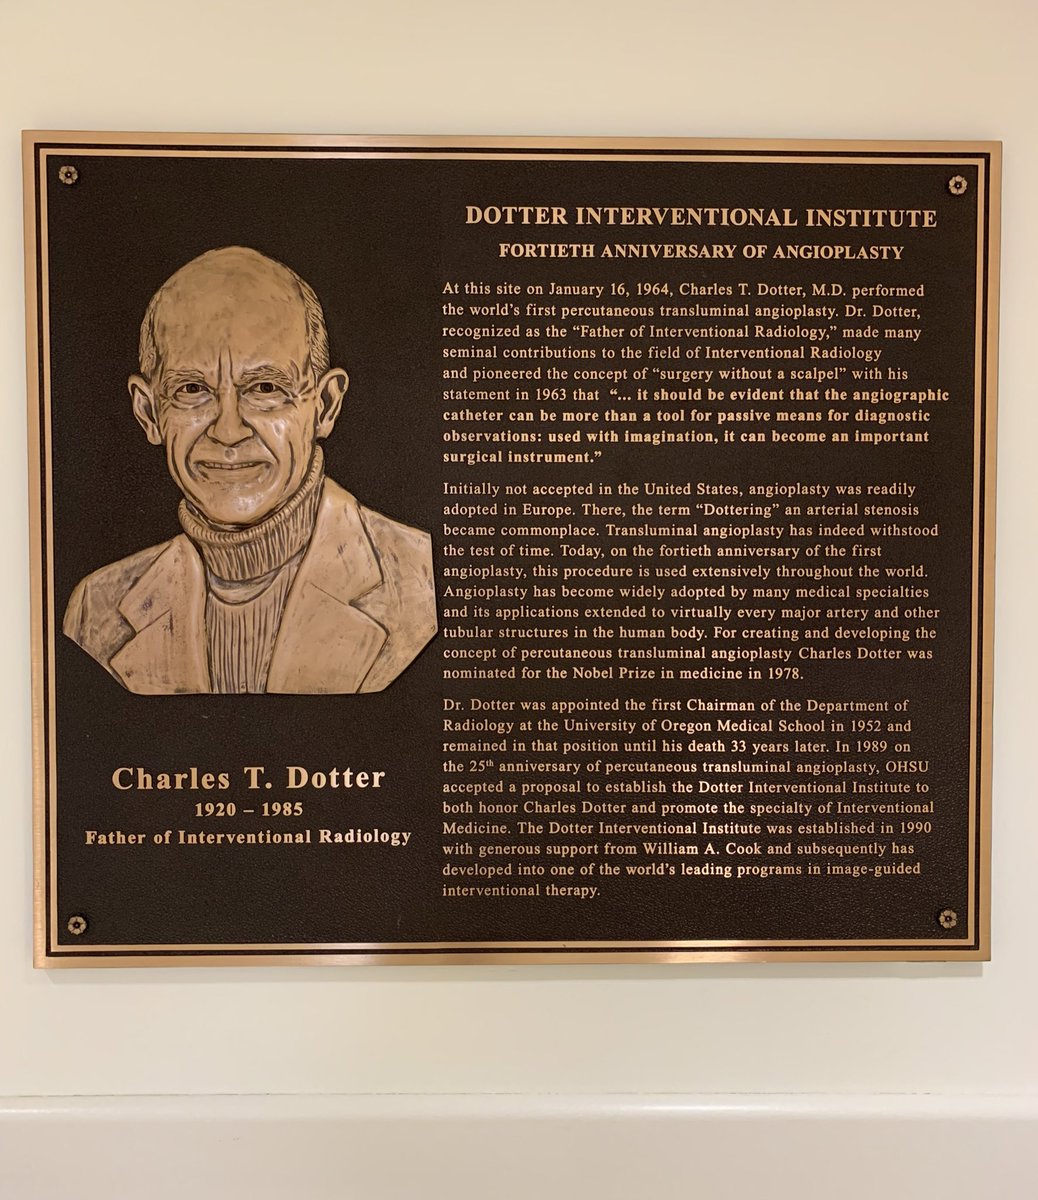 DOTTER INTERVENTIONAL INSTITUTE
FORTIETH ANNIVERSARY OF ANGIOPLASTY
At this site on January 16, 1964, Charles T. Dotter, M.D. performed
the world's first percutaneous transluminal angioplasty. Dr. Dotter,
recognized as the "Father of Interventional Radiology," made many
seminal contributions to the field of Interventional Radiology
and pioneered the concept of "surgery without a scalpel" with his
statement in 1963 that "... it should be evident that the angiographic
catheter can be more than a tool for passive means for diagnostic
observations: used with imagination, it can become an important
surgical instrument."
Initially not accepted in the United States, angioplasty was readily
adopted in Europe. There, the term "Dottering" an arterial stenosis
became commonplace. Transluminal angioplasty has indeed withstood
the test of time. Today, on the fortieth anniversary of the first
angioplasty, this procedure is used extensively throughout the world.
Angioplasty has become widely adopted by many medical specialties
and its applications extended to virtually every major artery and other
tubular structures in the human body. For creating and developing the
concept of percutaneous transluminal angioplasty Charles Dotter was
nominated for the Nobel Prize in medicine in 1978.
Dr. Dotter was appointed the first Chairman of the Department of
Radiology at the University of Oregon Medical School in 1952 and
remained in that position until his death 33 years later. In 1989 on
the 25th anniversary of percutaneous transluminal angioplasty, OHSU
accepted a proposal to establish the Dotter Interventional Institute to
both honor Charles Dotter and promote the specialty of Interventional
Medicine. The Dotter Interventional Institute was established in 1990
with generous support from William A. Cook and subsequently has
developed into one of the world's leading programs in image-guided
interventional therapy.
Charles T. Dotter
1920 – 1985
Father of Interventional Radiology